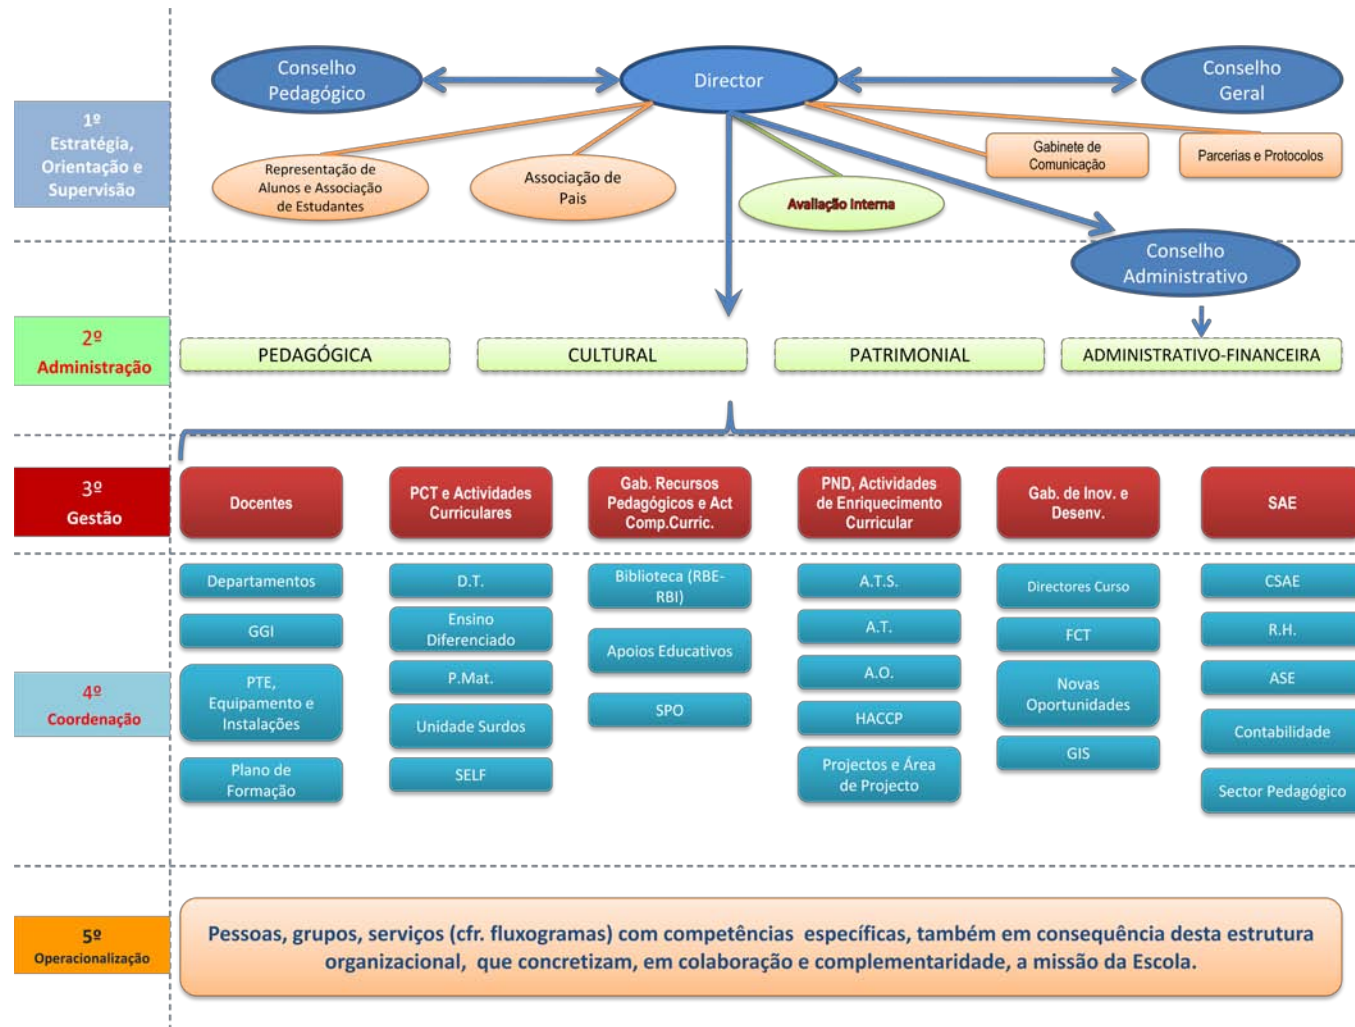 Conselho
Pedagógico
Director
Conselho
Geral
1º
Estratégia,
Orientação e
Supervisão
Representação de
Alunos e Associação
de Estudantes
Associação de
Pais
Avaliação Interna
Gabinete de
Comunicação
Parcerias e Protocolos
Conselho
Administrativo
2º
Administração
PEDAGÓGICA
CULTURAL
PATRIMONIAL
ADMINISTRATIVO-FINANCEIRA
3º
Gestão
Docentes
PCT e Actividades
Curriculares
Gab. Recursos
Pedagógicos e Act
Comp.Curric.
PND, Actividades
de Enriquecimento
Curricular
Gab. de Inov. e
Desenv.
SAE
4º
Coordenação
Departamentos
GGI
PTE,
Equipamento e
Instalações
Plano de
Formação
D.T.
Ensino
Diferenciado
P.Mat.
Unidade Surdos
SELF
Biblioteca (RBE-
RBI)
Apoios Educativos
SPO
A.T.S.
A.T.
A.O.
HACCP
Projectos e Área
de Projecto
Directores Curso
FCT
Novas
Oportunidades
GIS
CSAE
R.H.
ASE
Contabilidade
Sector Pedagógico
5º
Operacionalização
Pessoas, grupos, serviços (cfr. fluxogramas) com competências específicas, também em consequência desta estrutura
organizacional, que concretizam, em colaboração e complementaridade, a missão da Escola.